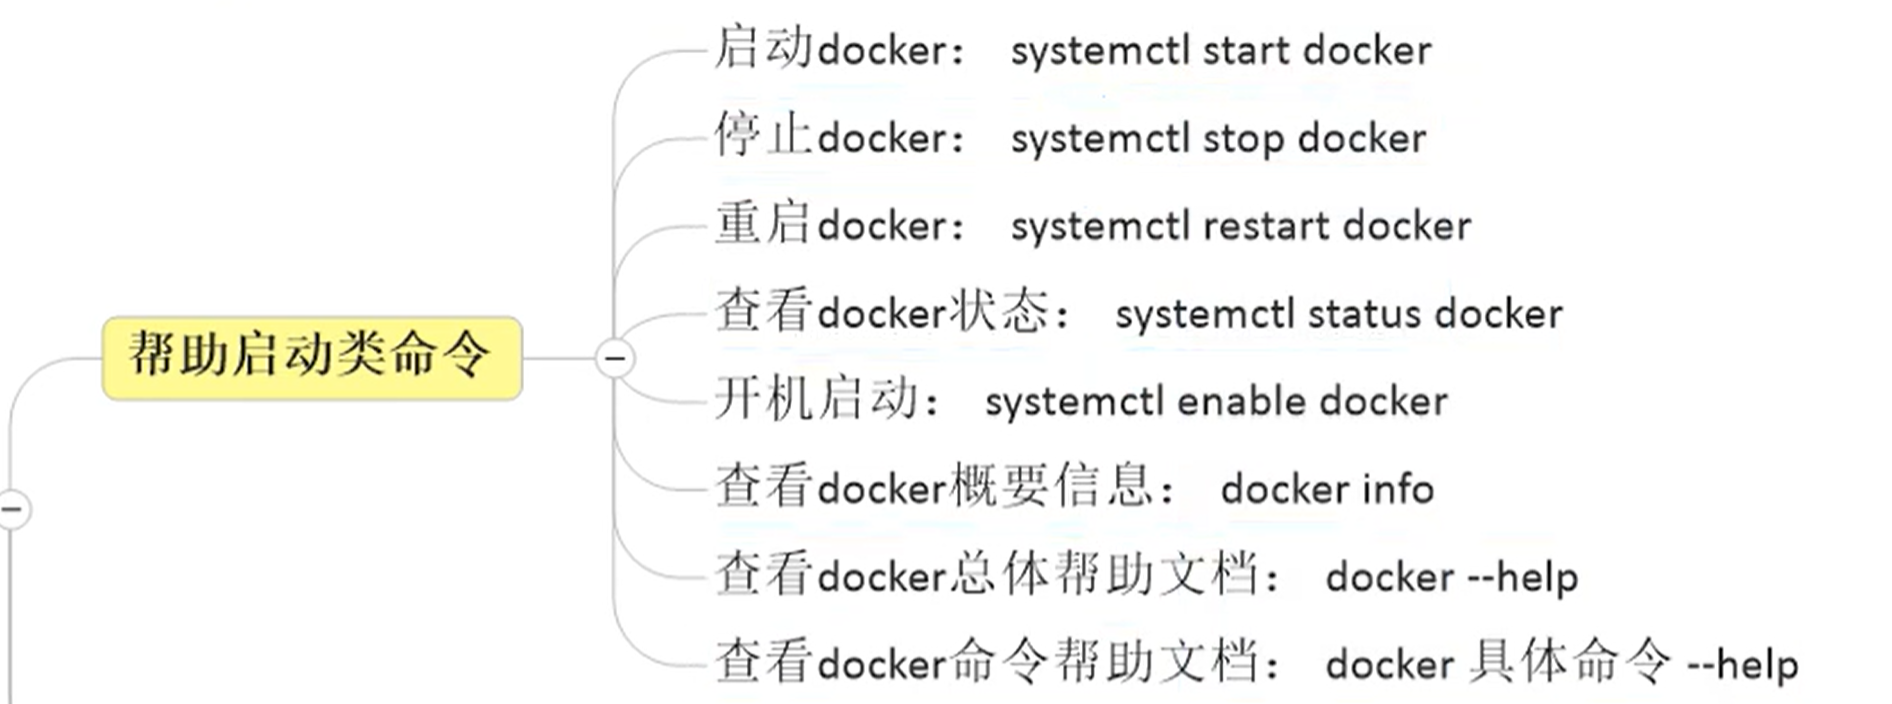 启动docker： systemctl start docker
停止docker： systemctl stop docker
重启docker： systemctl restart docker
查看docker状态： systemctl status docker
帮助启动类命令
开机启动： systemctl enable docker
查看docker概要信息： docker info
查看docker总体帮助文档： docker --help
查看docker命令帮助文档： docker 具体命令 --help